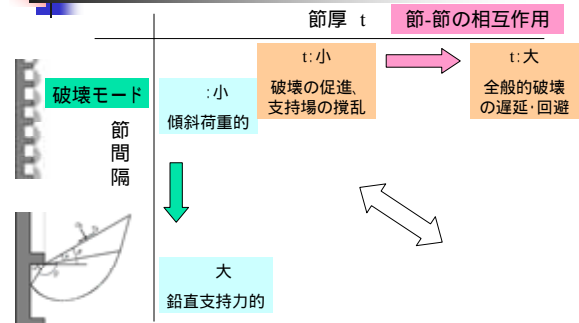 節厚 t
節-節の相互作用
t:小
破壊の促進、
支持場の撹乱
t:大
全般的破壊
の遅延・回避
破壊モード
節間隔
:小
傾斜荷重的
大
鉛直支持力的